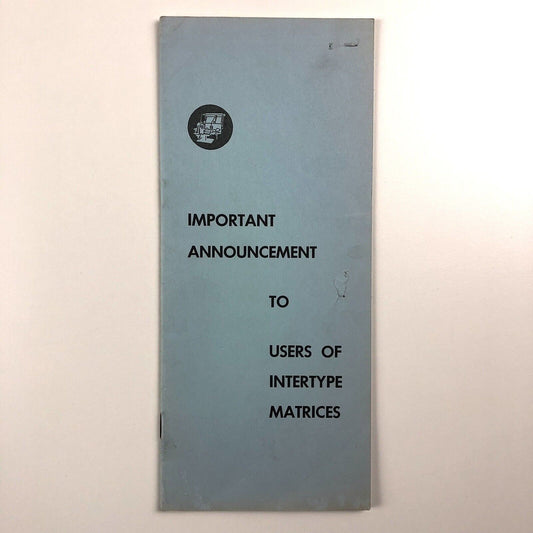 IMPORTANT
ANNOUNCEMENT
TO
USERS OF
INTERTYPE
MATRICES